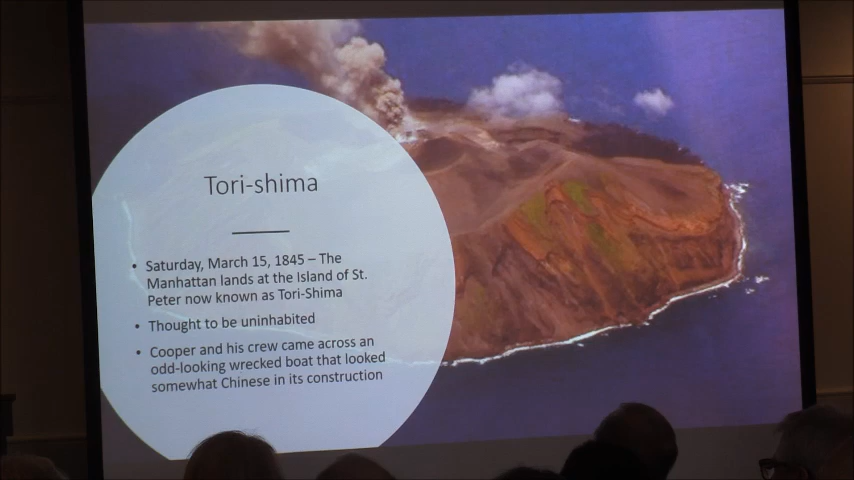 Tori-shima
• Saturday, March 15, 1845 – The
Manhattan lands at the Island of St.
Peter now known as Tori-Shima
• Thought to be uninhabited
• Cooper and his crew came across an
odd-looking wrecked boat that looked
somewhat Chinese in its construction